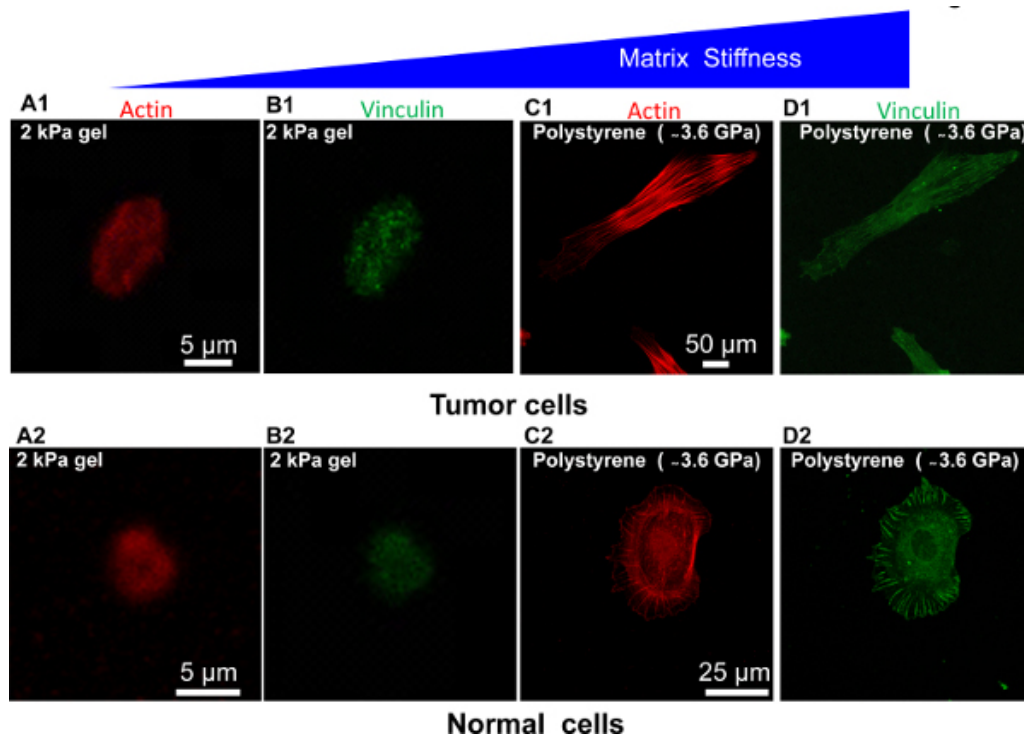 Matrix Stiffness
A1 Actin B1 Vinculin C1 Actin D1 Vinculin
2 kPa gel 2 kPa gel Polystyrene ( ~3.6 GPa) Polystyrene ( ~3.6 GPa)
5 µm 50 µm
Tumor cells
A2 B2 C2 D2
2 kPa gel 2 kPa gel Polystyrene ( ~3.6 GPa) Polystyrene ( ~3.6 GPa)
5 µm 25 µm
Normal cells